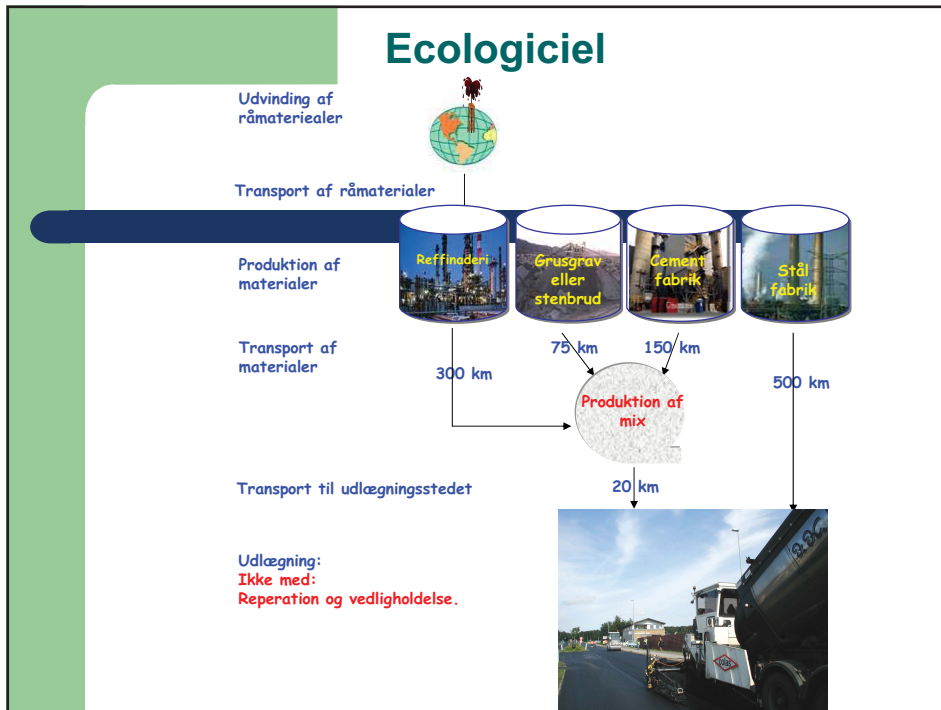 Ecologiciel
Udvinding af
råmateriealer
Transport af råmaterialer
Reffinaderi
Grusgrav
eller
stenbrud
Cement
fabrik
Stål
fabrik
Produktion af
materialer
Transport af
materialer
300 km
75 km
150 km
500 km
Produktion af
mix
Transport til udlægningsstedet
20 km
Udlægning:
Ikke med:
Reperation og vedligholdelse.